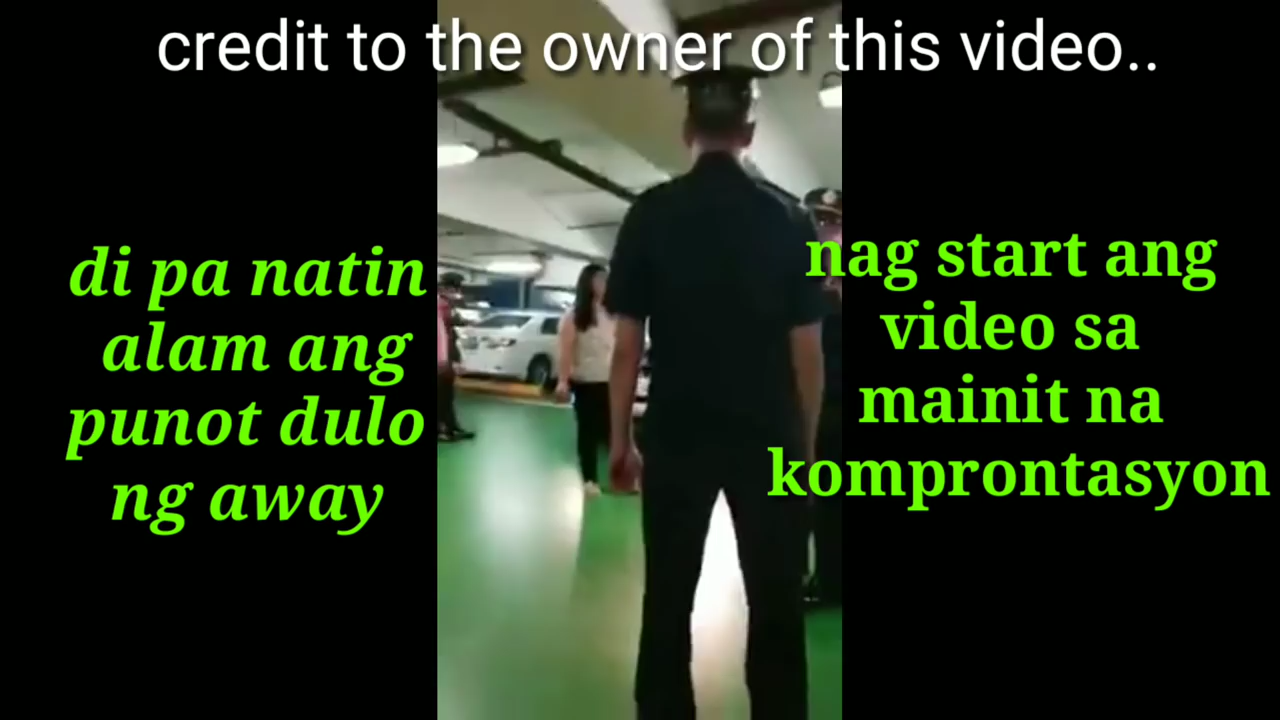 credit to the owner of this video..
di pa natin
alam ang
punot dulo
ng away
nag start ang
video sa
mainit na
komprontasyon